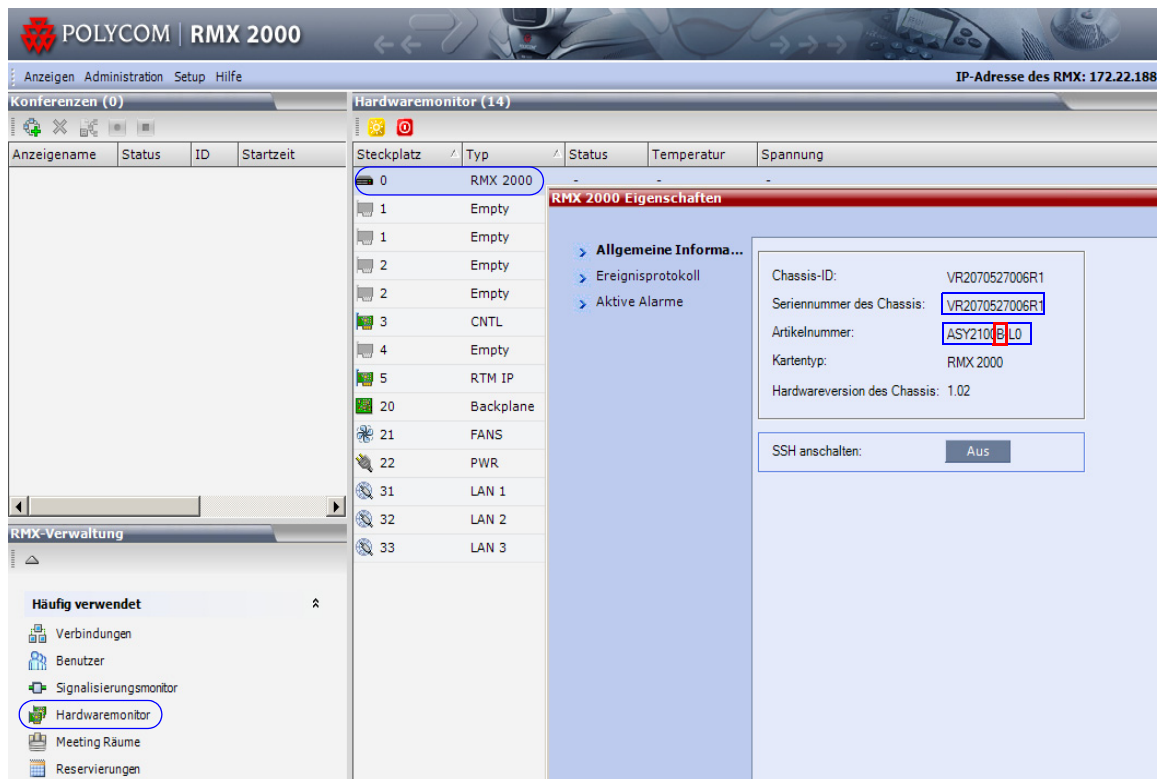 POLYCOM | RMX 2000
Anzeigen Administration Setup Hilfe
IP-Adresse des RMX: 172.22.188
Konferenzen (0)
Anzeigename Status ID Startzeit
Hardwaremonitor (14)
Steckplatz Typ Status Temperatur Spannung
0 RMX 2000 - - -
1 Empty
1 Empty
2 Empty
2 Empty
3 CNTL
4 Empty
5 RTM IP
20 Backplane
21 FANS
22 PWR
31 LAN 1
32 LAN 2
33 LAN 3
RMX 2000 Eigenschaften
Allgemeine Informa...
Ereignisprotokoll
Aktive Alarme
Chassis-ID: VR2070527006R1
Seriennummer des Chassis: VR2070527006R1
Artikelnummer: ASY2100B-L0
Kartentyp: RMX 2000
Hardwareversion des Chassis: 1.02
SSH anschalten: Aus
RMX-Verwaltung
Häufig verwendet
Verbindungen
Benutzer
Signalisierungsmonitor
Hardwaremonitor
Meeting Räume
Reservierungen